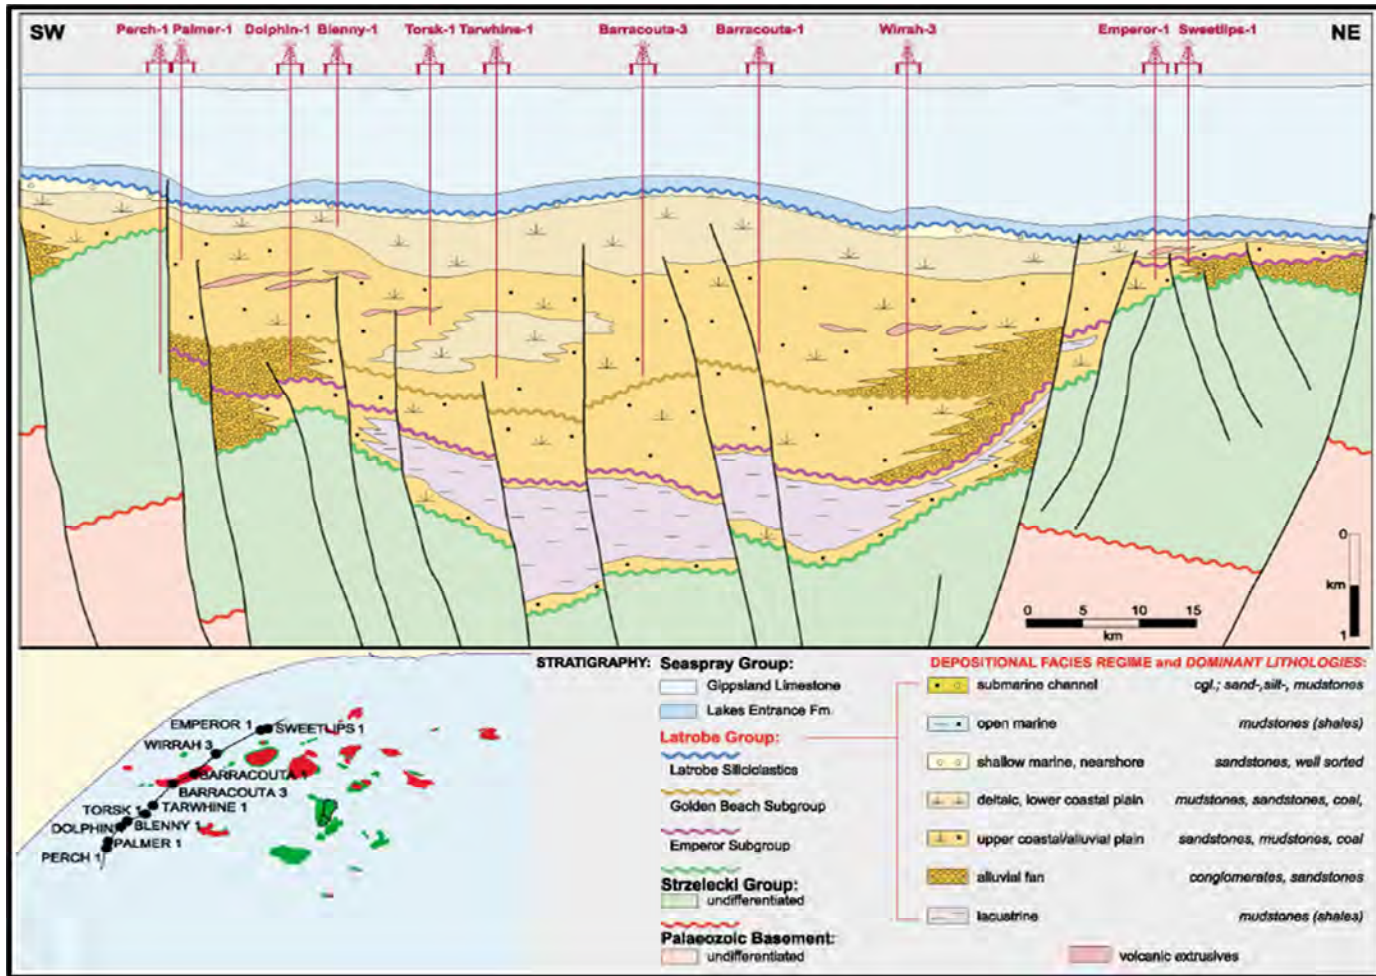 SW Perch-1 Palmer-1 Dolphin-1 Blenny-1 Torsk-1 Tarwhine-1 Barracouta-3 Barracouta-1 Wirrah-3 Emperor-1 Sweetlips-1 NE
0
km
1
0 5 10 15
km
EMPEROR 1 SWEETLIPS 1
WIRRAH 3
BARRACOUTA 1
BARRACOUTA 3
TORSK 1 TARWHINE 1
DOLPHIN BLENNY 1
PALMER 1
PERCH 1
STRATIGRAPHY: Seaspray Group:
Gippsland Limestone
Lakes Entrance Fm
Latrobe Group:
Latrobe Siliciclastics
Golden Beach Subgroup
Emperor Subgroup
Strzelecki Group:
undifferentiated
Palaeozoic Basement:
undifferentiated
DEPOSITIONAL FACIES REGIME and DOMINANT LITHOLOGIES:
submarine channel cgl.; sand-,silt-, mudstones
open marine mudstones (shales)
shallow marine, nearshore sandstones, well sorted
deltaic, lower coastal plain mudstones, sandstones, coal,
upper coastal/alluvial plain sandstones, mudstones, coal
alluvial fan conglomerates, sandstones
lacustrine mudstones (shales)
volcanic extrusives